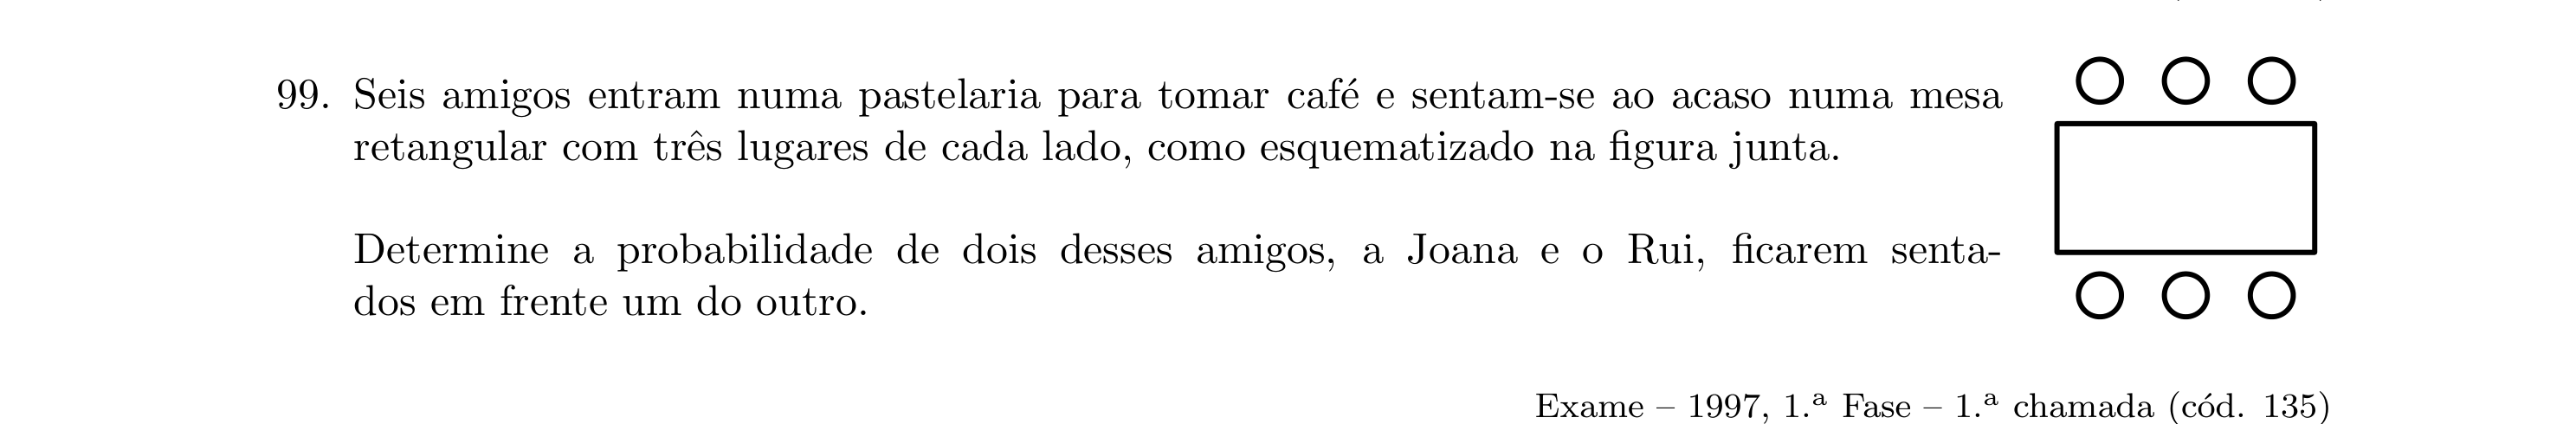 99. Seis amigos entram numa pastelaria para tomar café e sentam-se ao acaso numa mesa
retangular com três lugares de cada lado, como esquematizado na figura junta.
Determine a probabilidade de dois desses amigos, a Joana e o Rui, ficarem senta-
dos em frente um do outro.
Exame – 1997, 1.ª Fase – 1.ª chamada (cód. 135)